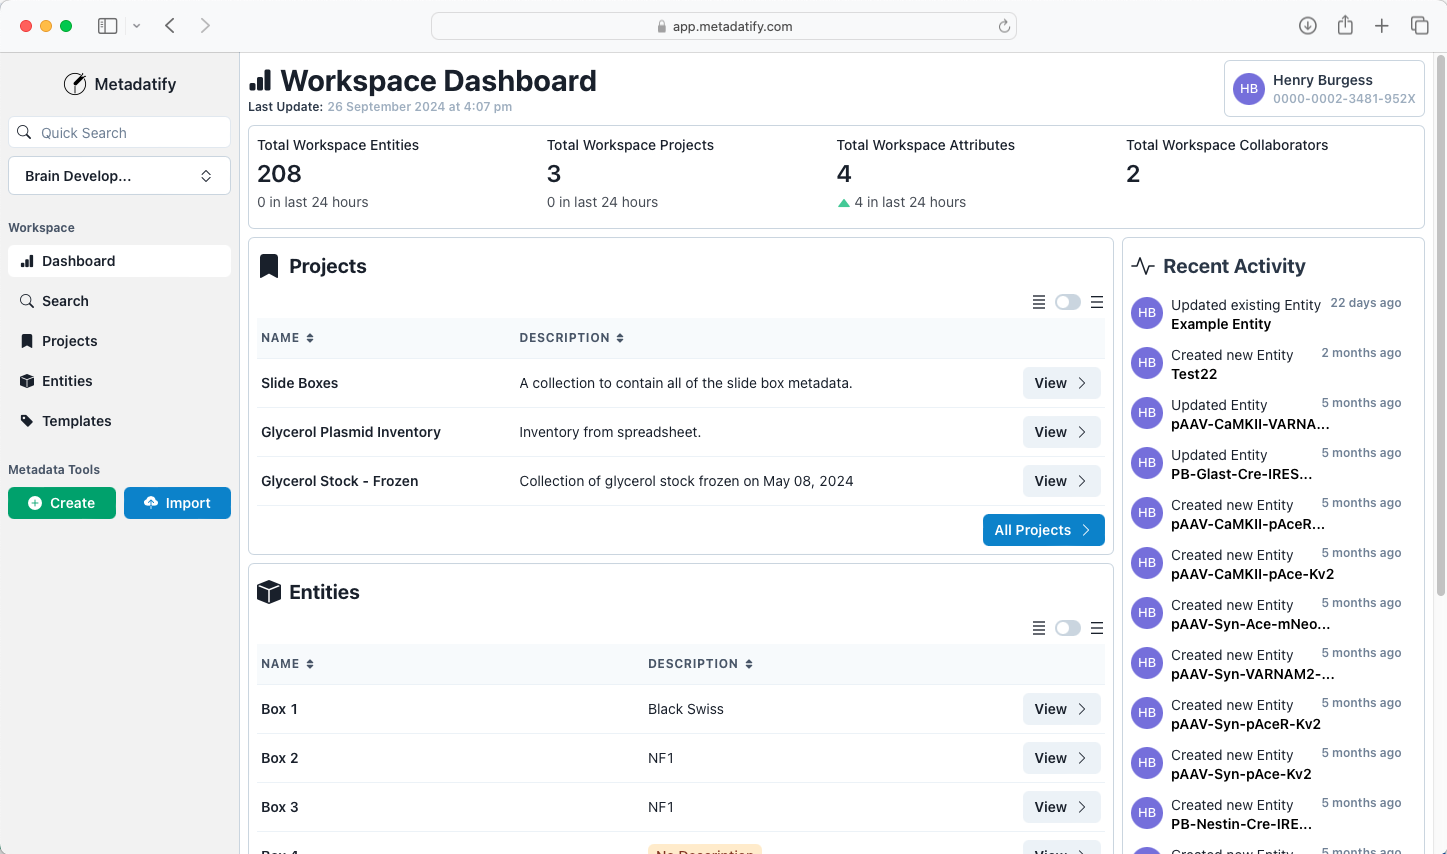 app.metadatify.com
Metadatify
Quick Search
Brain Develop...
Workspace
Dashboard
Search
Projects
Entities
Templates
Metadata Tools
Create
Import
Workspace Dashboard
Last Update: 26 September 2024 at 4:07 pm
HB
Henry Burgess
0000-0002-3481-952X
Total Workspace Entities
208
0 in last 24 hours
Total Workspace Projects
3
0 in last 24 hours
Total Workspace Attributes
4
4 in last 24 hours
Total Workspace Collaborators
2
Projects
NAME DESCRIPTION
Slide Boxes A collection to contain all of the slide box metadata. View
Glycerol Plasmid Inventory Inventory from spreadsheet. View
Glycerol Stock - Frozen Collection of glycerol stock frozen on May 08, 2024 View
All Projects
Entities
NAME DESCRIPTION
Box 1 Black Swiss View
Box 2 NF1 View
Box 3 NF1 View
Box 4 No Description View
Recent Activity
HB Updated existing Entity 22 days ago
Example Entity
HB Created new Entity 2 months ago
Test22
HB Updated Entity 5 months ago
pAAV-CaMKII-VARNA...
HB Updated Entity 5 months ago
PB-Glast-Cre-IRES...
HB Created new Entity 5 months ago
pAAV-CaMKII-pAceR...
HB Created new Entity 5 months ago
pAAV-CaMKII-pAce-Kv2
HB Created new Entity 5 months ago
pAAV-Syn-Ace-mNeo...
HB Created new Entity 5 months ago
pAAV-Syn-VARNAM2-...
HB Created new Entity 5 months ago
pAAV-Syn-pAceR-Kv2
HB Created new Entity 5 months ago
pAAV-Syn-pAce-Kv2
HB Created new Entity 5 months ago
PB-Nestin-Cre-IRE...
Created new Entity 5 months ago